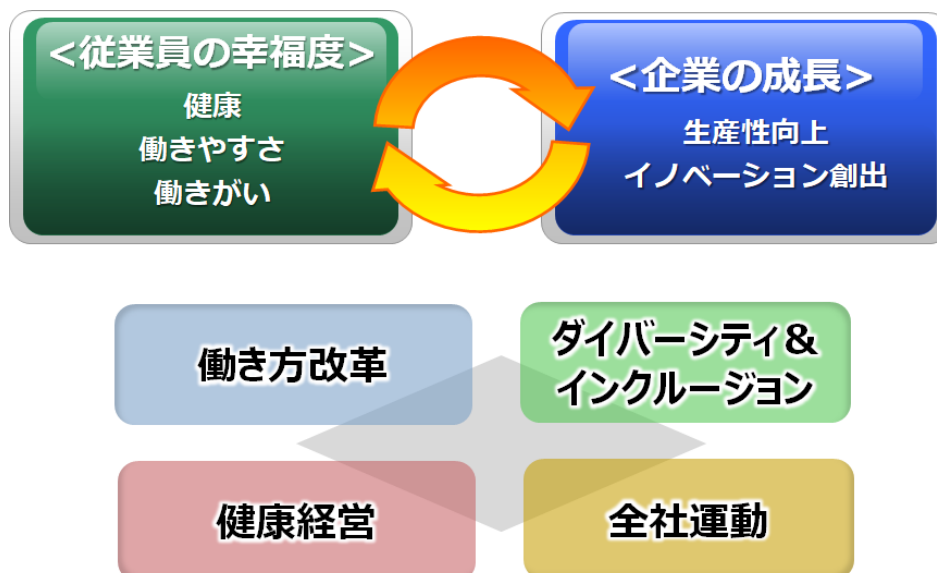 <従業員の幸福度>
健康
働きやすさ
働きがい
<企業の成長>
生産性向上
イノベーション創出
働き方改革
ダイバーシティ&
インクルージョン
健康経営
全社運動